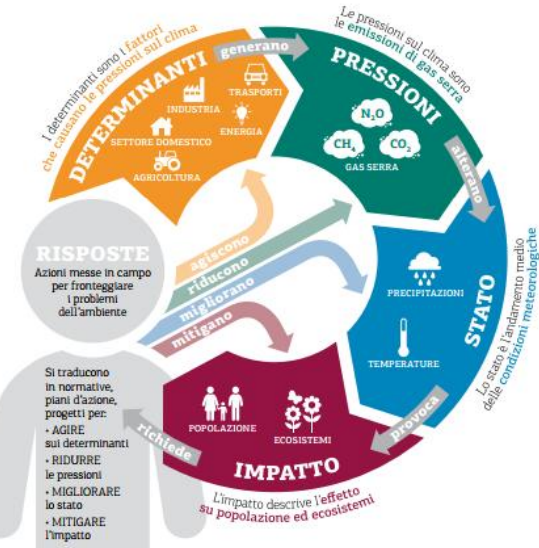 I determinanti sono i fattori
che causano le pressioni sul clima
DETERMINANTI
INDUSTRIA
TRASPORTI
SETTORE DOMESTICO
ENERGIA
AGRICOLTURA
generano
Le pressioni sul clima sono
le emissioni di gas serra
PRESSIONI
N₂O
CH₄
CO₂
GAS SERRA
alterano
STATO
PRECIPITAZIONI
TEMPERATURE
Lo stato è l'andamento medio
delle condizioni meteorologiche
provoca
IMPATTO
POPOLAZIONE
ECOSISTEMI
L'impatto descrive l'effetto
su popolazione ed ecosistemi
richiede
RISPOSTE
Azioni messe in campo
per fronteggiare
i problemi
dell'ambiente
agiscono
riducono
migliorano
mitigano
Si traducono
in normative,
piani d'azione,
progetti per:
• AGIRE
sui determinanti
• RIDURRE
le pressioni
• MIGLIORARE
lo stato
• MITIGARE
l'impatto